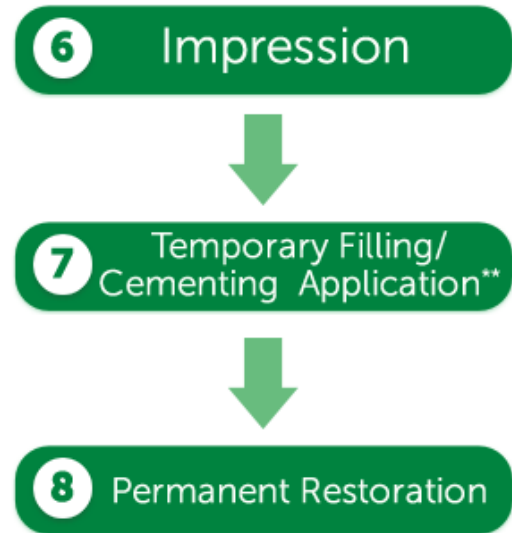 6 Impression
7 Temporary Filling/
Cementing Application**
8 Permanent Restoration